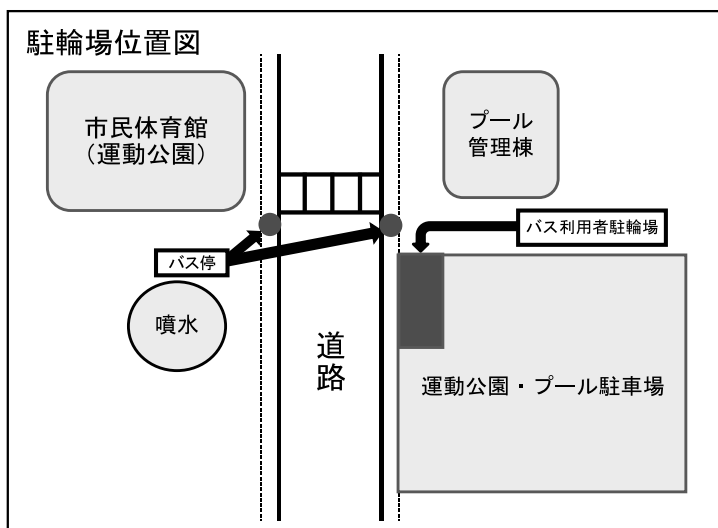 駐輪場位置図
市民体育館
（運動公園）
プール
管理棟
バス利用者駐輪場
バス停
噴水
道路
運動公園・プール駐車場